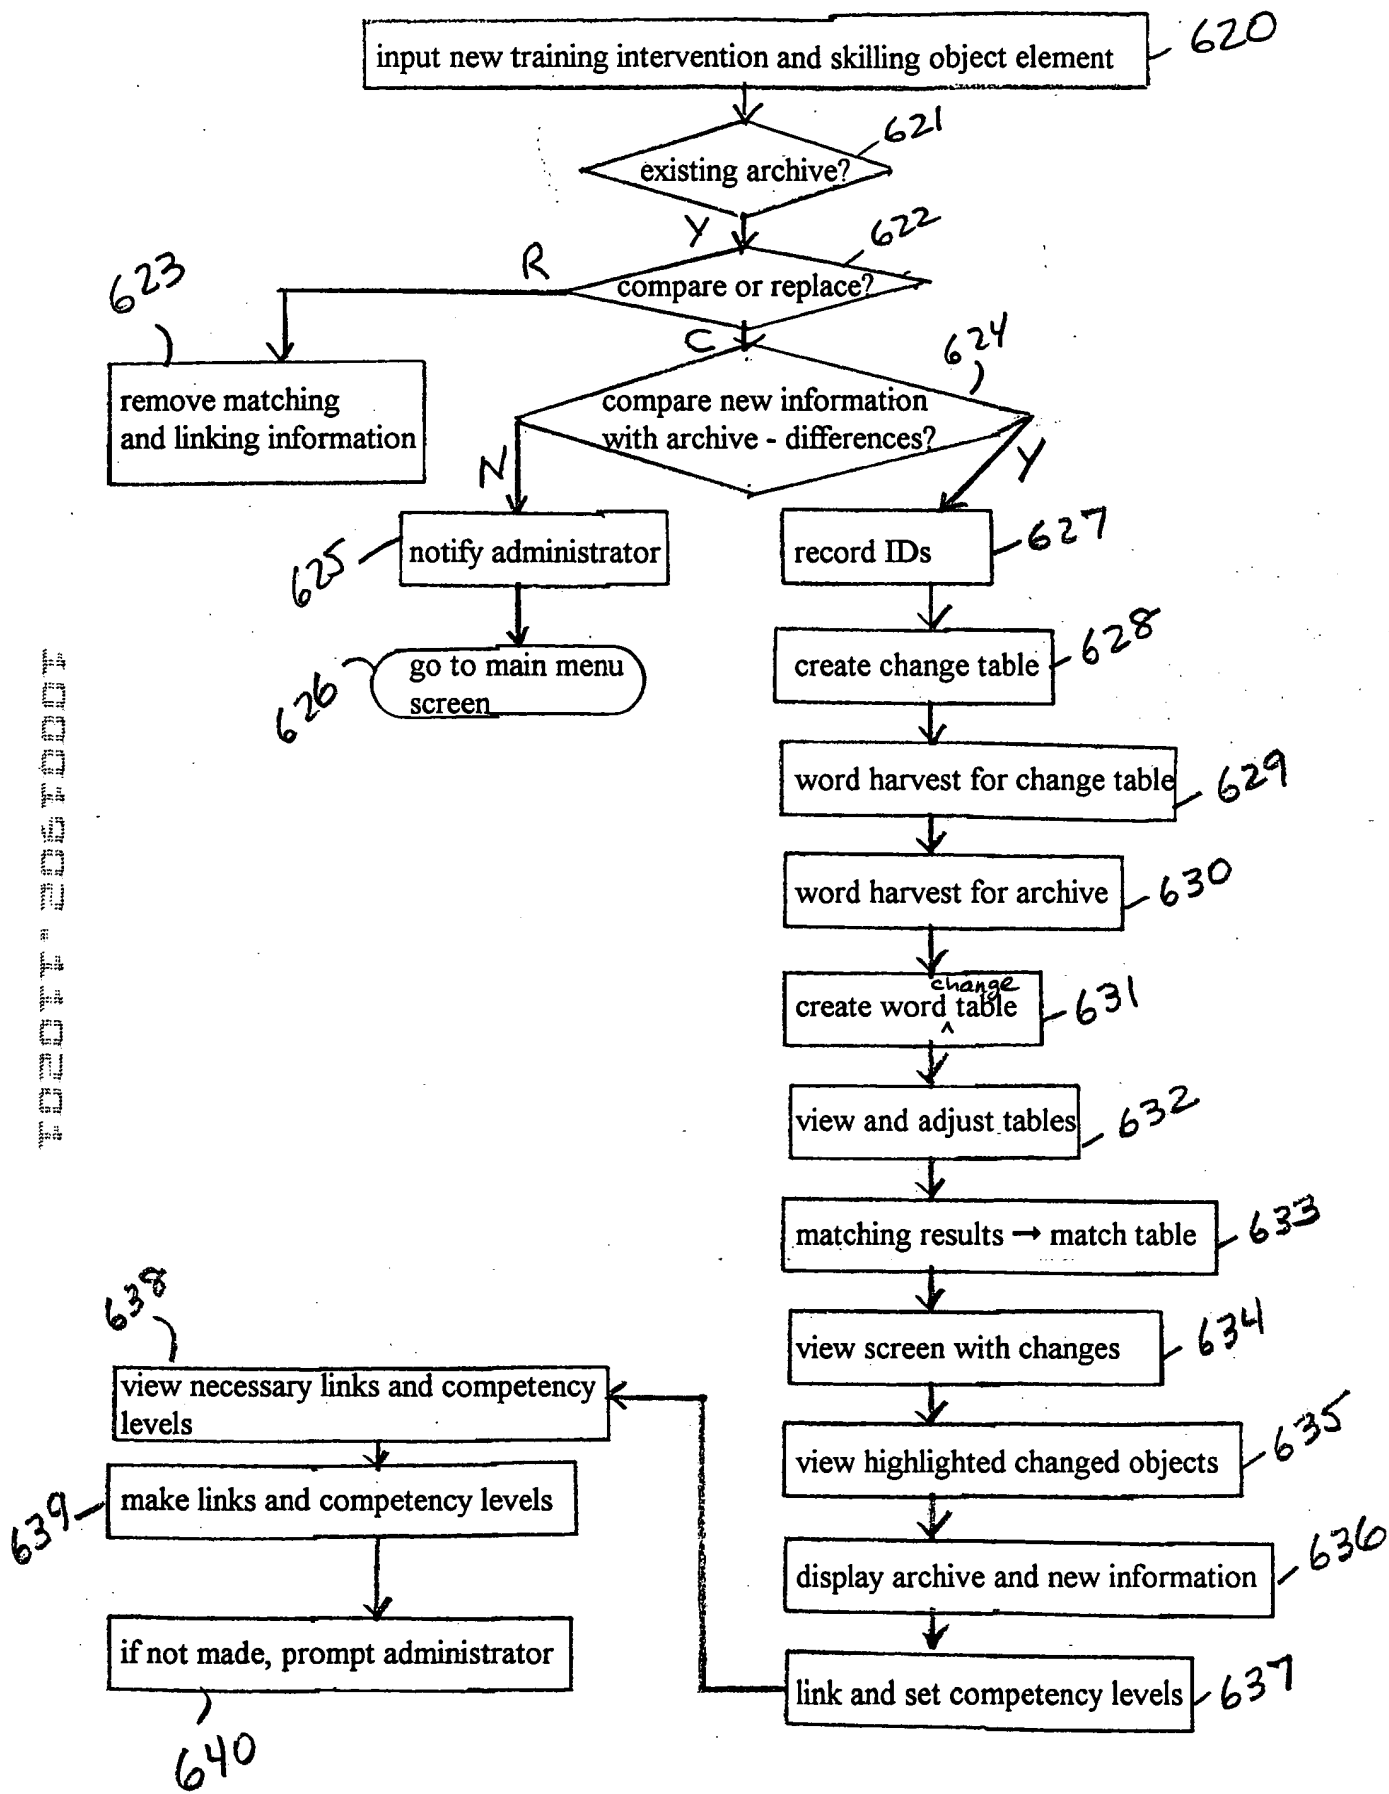 input new training intervention and skilling object element
620
621
existing archive?
Y
622
R
compare or replace?
623
C
624
remove matching
and linking information
compare new information
with archive - differences?
N
Y
625
notify administrator
record IDs
627
626
go to main menu
screen
create change table
628
word harvest for change table
629
word harvest for archive
630
change
create word ^ table
631
view and adjust tables
632
matching results → match table
633
view screen with changes
634
view highlighted changed objects
635
display archive and new information
636
link and set competency levels
637
638
view necessary links and competency
levels
639
make links and competency levels
if not made, prompt administrator
640
10001902.110201